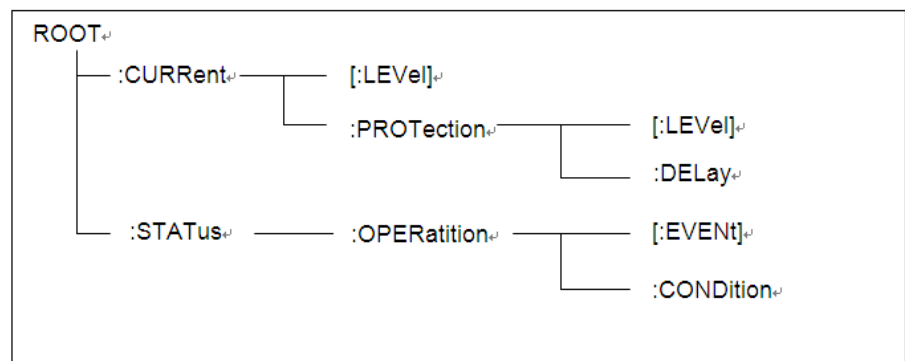 ROOT↵
:CURRent↵ [:LEVel]↵
:PROTection↵ [:LEVel]↵
:DELay↵
:STATus↵ :OPERatition↵ [:EVENt]↵
:CONDition↵